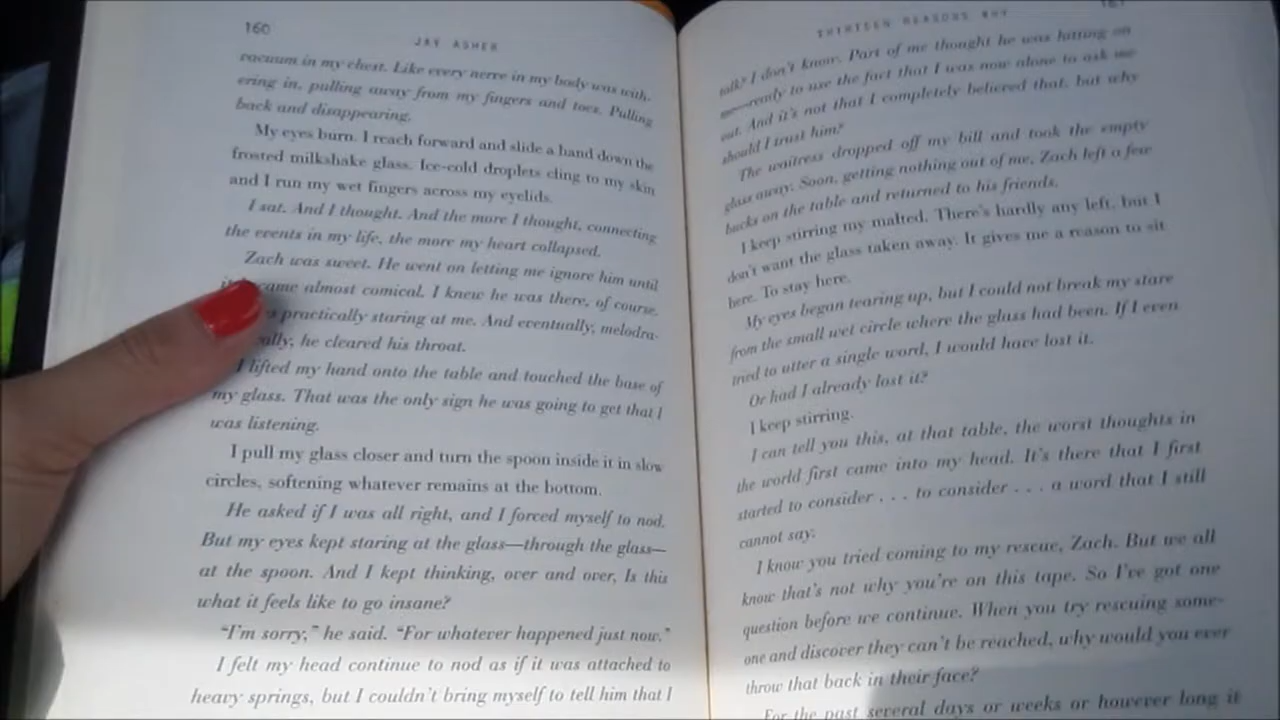 160
JAY ASHER
vacuum in my chest. Like every nerve in my body was with-
ering in, pulling away from my fingers and toes. Pulling
back and disappearing.
My eyes burn. I reach forward and slide a hand down the
frosted milkshake glass. Ice-cold droplets cling to my skin
and I run my wet fingers across my eyelids.
I sat. And I thought. And the more I thought, connecting
the events in my life, the more my heart collapsed.
Zach was sweet. He went on letting me ignore him until
almost comical. I knew he was there, of course.
practically staring at me. And eventually, melodra-
he cleared his throat.
I lifted my hand onto the table and touched the base of
my glass. That was the only sign he was going to get that I
was listening.
I pull my glass closer and turn the spoon inside it in slow
circles, softening whatever remains at the bottom.
He asked if I was all right, and I forced myself to nod.
But my eyes kept staring at the glass—through the glass—
at the spoon. And I kept thinking, over and over, Is this
what it feels like to go insane?
"I'm sorry," he said. "For whatever happened just now."
I felt my head continue to nod as if it was attached to
heavy springs, but I couldn't bring myself to tell him that I
THIRTEEN REASONS WHY
talk? I don't know. Part of me thought he was hitting on
me—ready to use the fact that I was now alone to ask me
out. And it's not that I completely believed that, but why
should I trust him?
The waitress dropped off my bill and took the empty
glass away. Soon, getting nothing out of me, Zach left a few
bucks on the table and returned to his friends.
I keep stirring my malted. There's hardly any left, but I
don't want the glass taken away. It gives me a reason to sit
here. To stay here.
My eyes began tearing up, but I could not break my stare
from the small wet circle where the glass had been. If I even
tried to utter a single word, I would have lost it.
Or had I already lost it?
I keep stirring.
I can tell you this, at that table, the worst thoughts in
the world first came into my head. It's there that I first
started to consider . . . to consider . . . a word that I still
cannot say.
I know you tried coming to my rescue, Zach. But we all
know that's not why you're on this tape. So I've got one
question before we continue. When you try rescuing some-
one and discover they can't be reached, why would you ever
throw that back in their face?
For the past several days or weeks or however long it